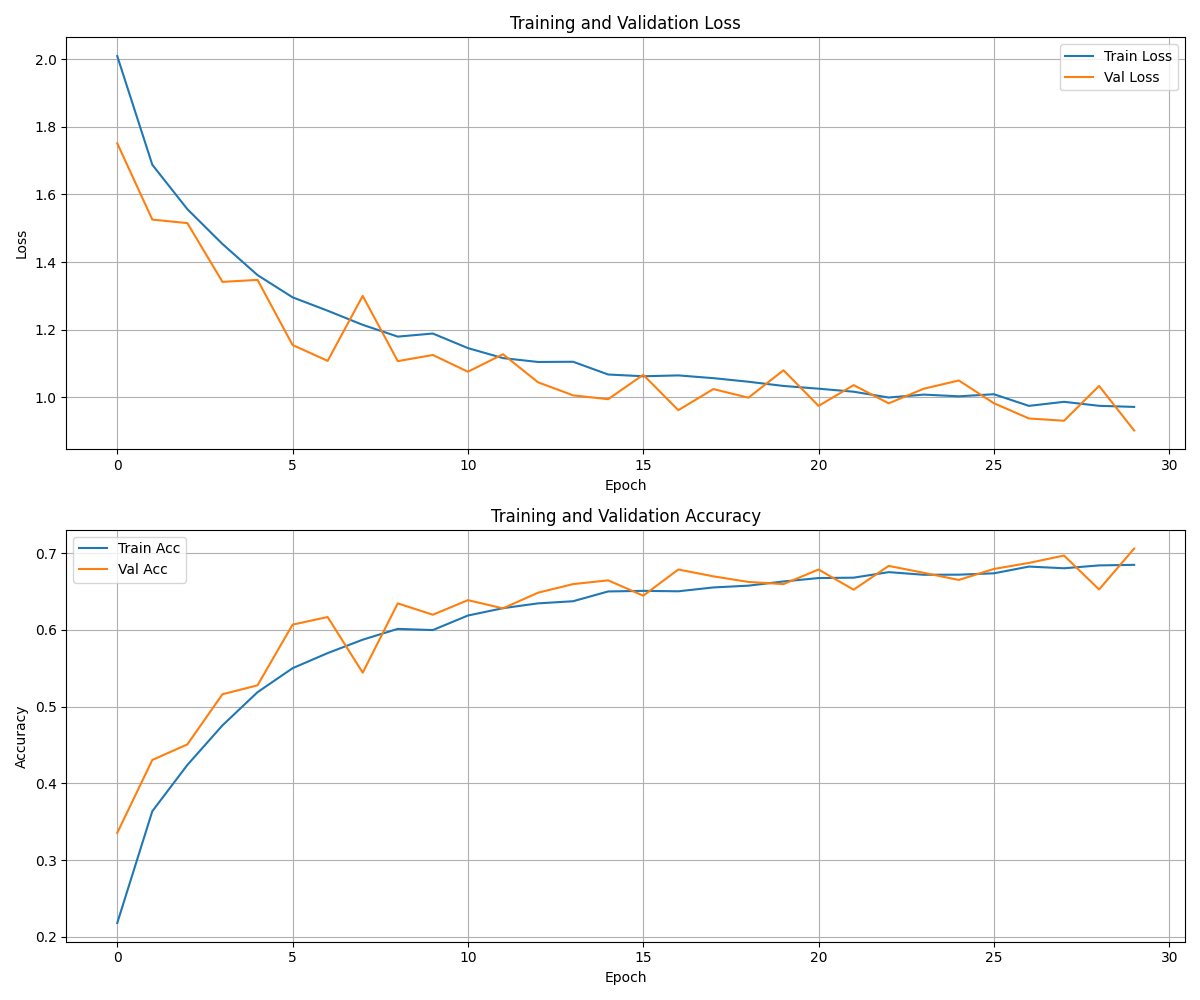 Training and Validation Loss
Train Loss
Val Loss
2.0
1.8
1.6
1.4
1.2
1.0
Loss
0 5 10 15 20 25 30
Epoch
Training and Validation Accuracy
Train Acc
Val Acc
0.7
0.6
0.5
0.4
0.3
0.2
Accuracy
0 5 10 15 20 25 30
Epoch